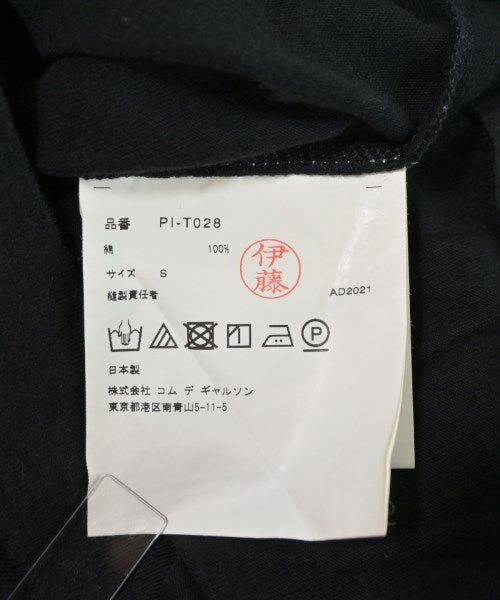 品番 PI-T028
綿 100%
サイズ S
縫製責任者
伊藤
AD2021
日本製
株式会社 コム デ ギャルソン
東京都港区南青山5-11-5